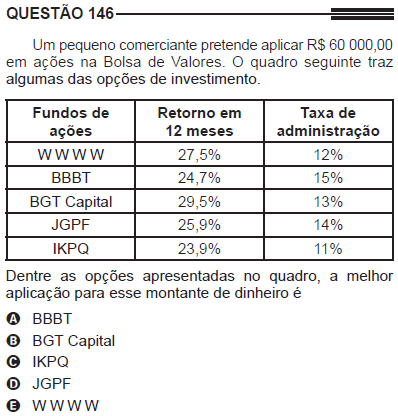 QUESTÃO 146
Um pequeno comerciante pretende aplicar R$ 60 000,00
em ações na Bolsa de Valores. O quadro seguinte traz
algumas das opções de investimento.
Fundos de ações Retorno em 12 meses Taxa de administração
W W W W 27,5% 12%
BBBT 24,7% 15%
BGT Capital 29,5% 13%
JGPF 25,9% 14%
IKPQ 23,9% 11%
Dentre as opções apresentadas no quadro, a melhor
aplicação para esse montante de dinheiro é
A BBBT
B BGT Capital
C IKPQ
D JGPF
E W W W W